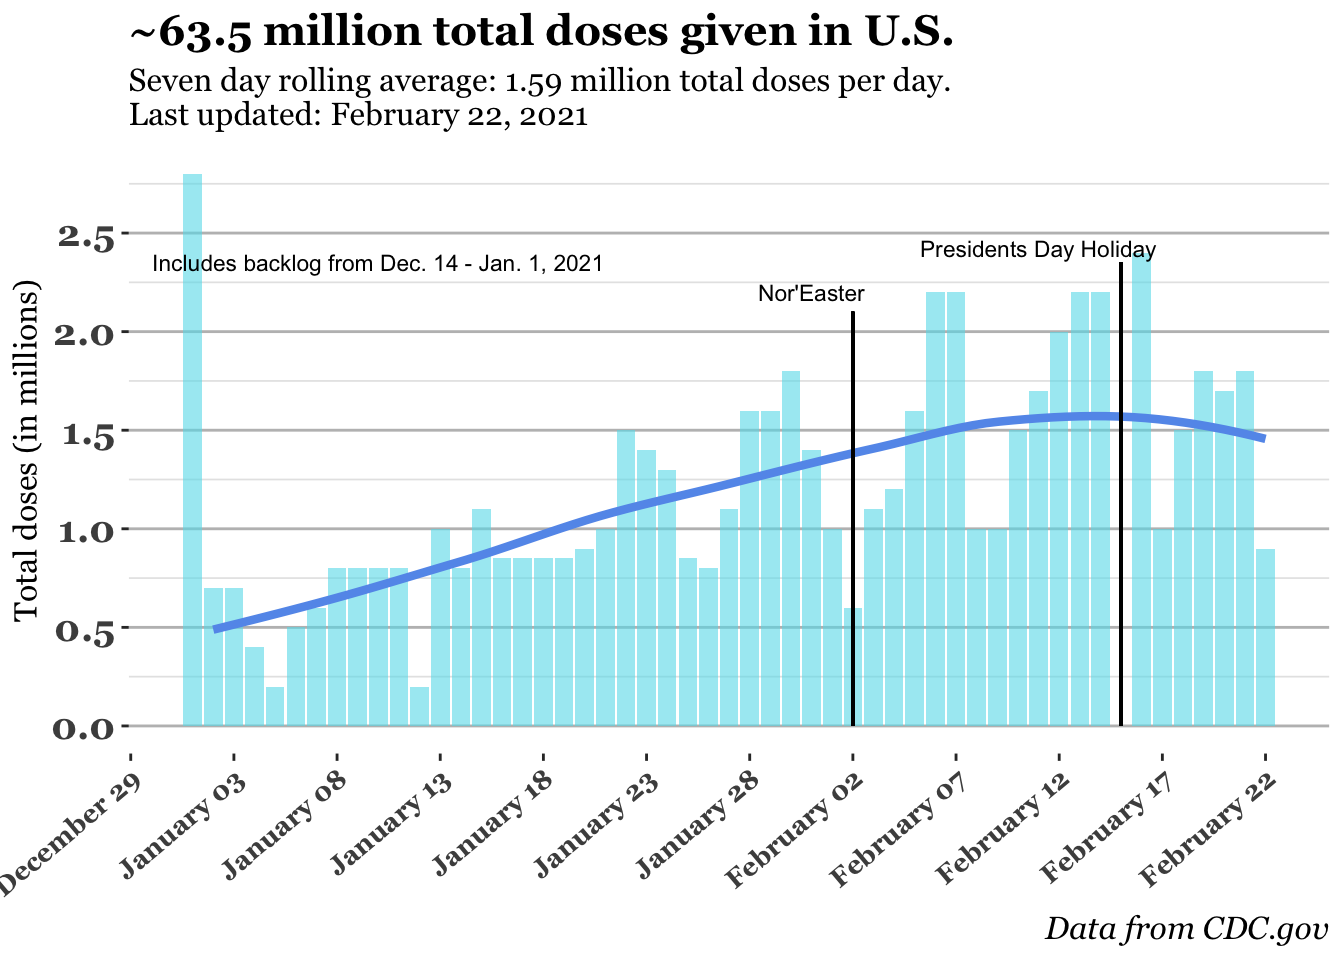 ~63.5 million total doses given in U.S.
Seven day rolling average: 1.59 million total doses per day.
Last updated: February 22, 2021
Total doses (in millions)
2.5
2.0
1.5
1.0
0.5
0.0
Includes backlog from Dec. 14 - Jan. 1, 2021
Nor'Easter
Presidents Day Holiday
December 29
January 03
January 08
January 13
January 18
January 23
January 28
February 02
February 07
February 12
February 17
February 22
Data from CDC.gov